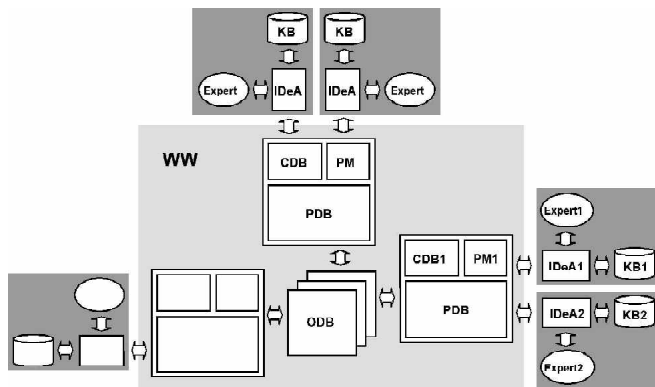 KB
KB
Expert
IDeA
IDeA
Expert
WW
CDB
PM
PDB
Expert1
CDB1
PM1
IDeA1
KB1
ODB
PDB
IDeA2
KB2
Expert2